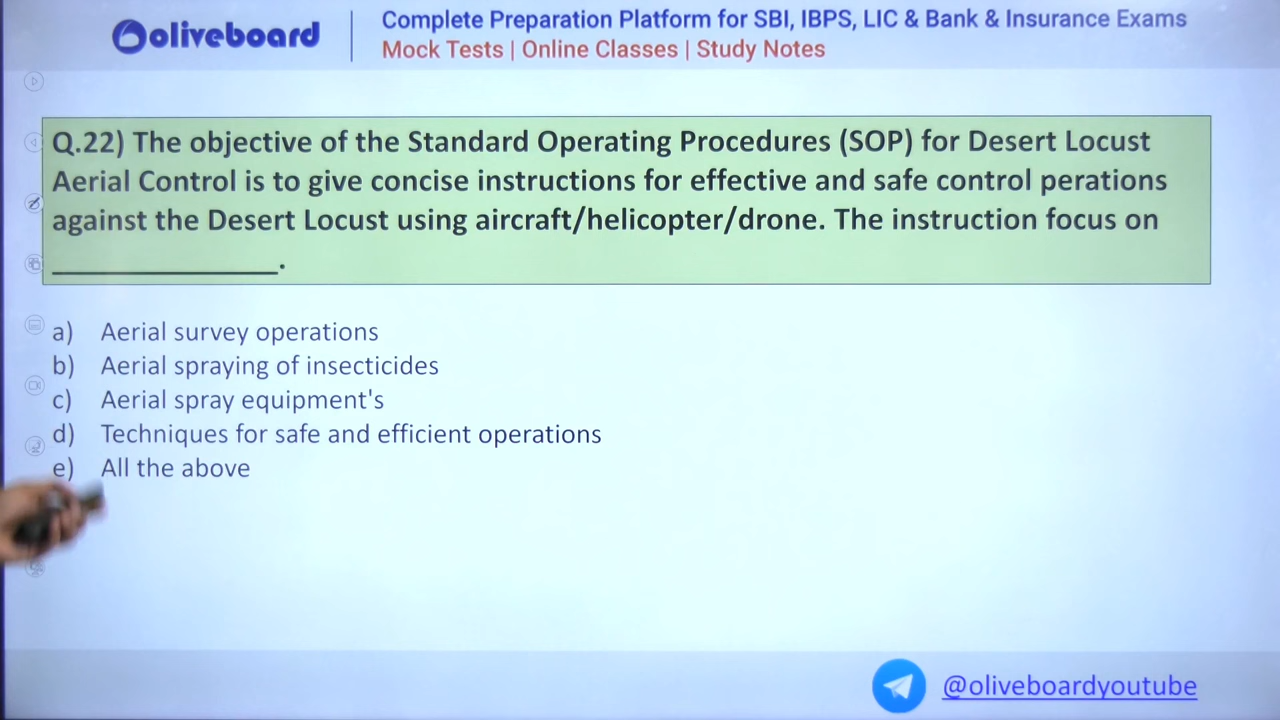 oliveboard
Complete Preparation Platform for SBI, IBPS, LIC & Bank & Insurance Exams
Mock Tests | Online Classes | Study Notes
Q.22) The objective of the Standard Operating Procedures (SOP) for Desert Locust
Aerial Control is to give concise instructions for effective and safe control perations
against the Desert Locust using aircraft/helicopter/drone. The instruction focus on
________________.
a) Aerial survey operations
b) Aerial spraying of insecticides
c) Aerial spray equipment's
d) Techniques for safe and efficient operations
e) All the above
@oliveboardyoutube